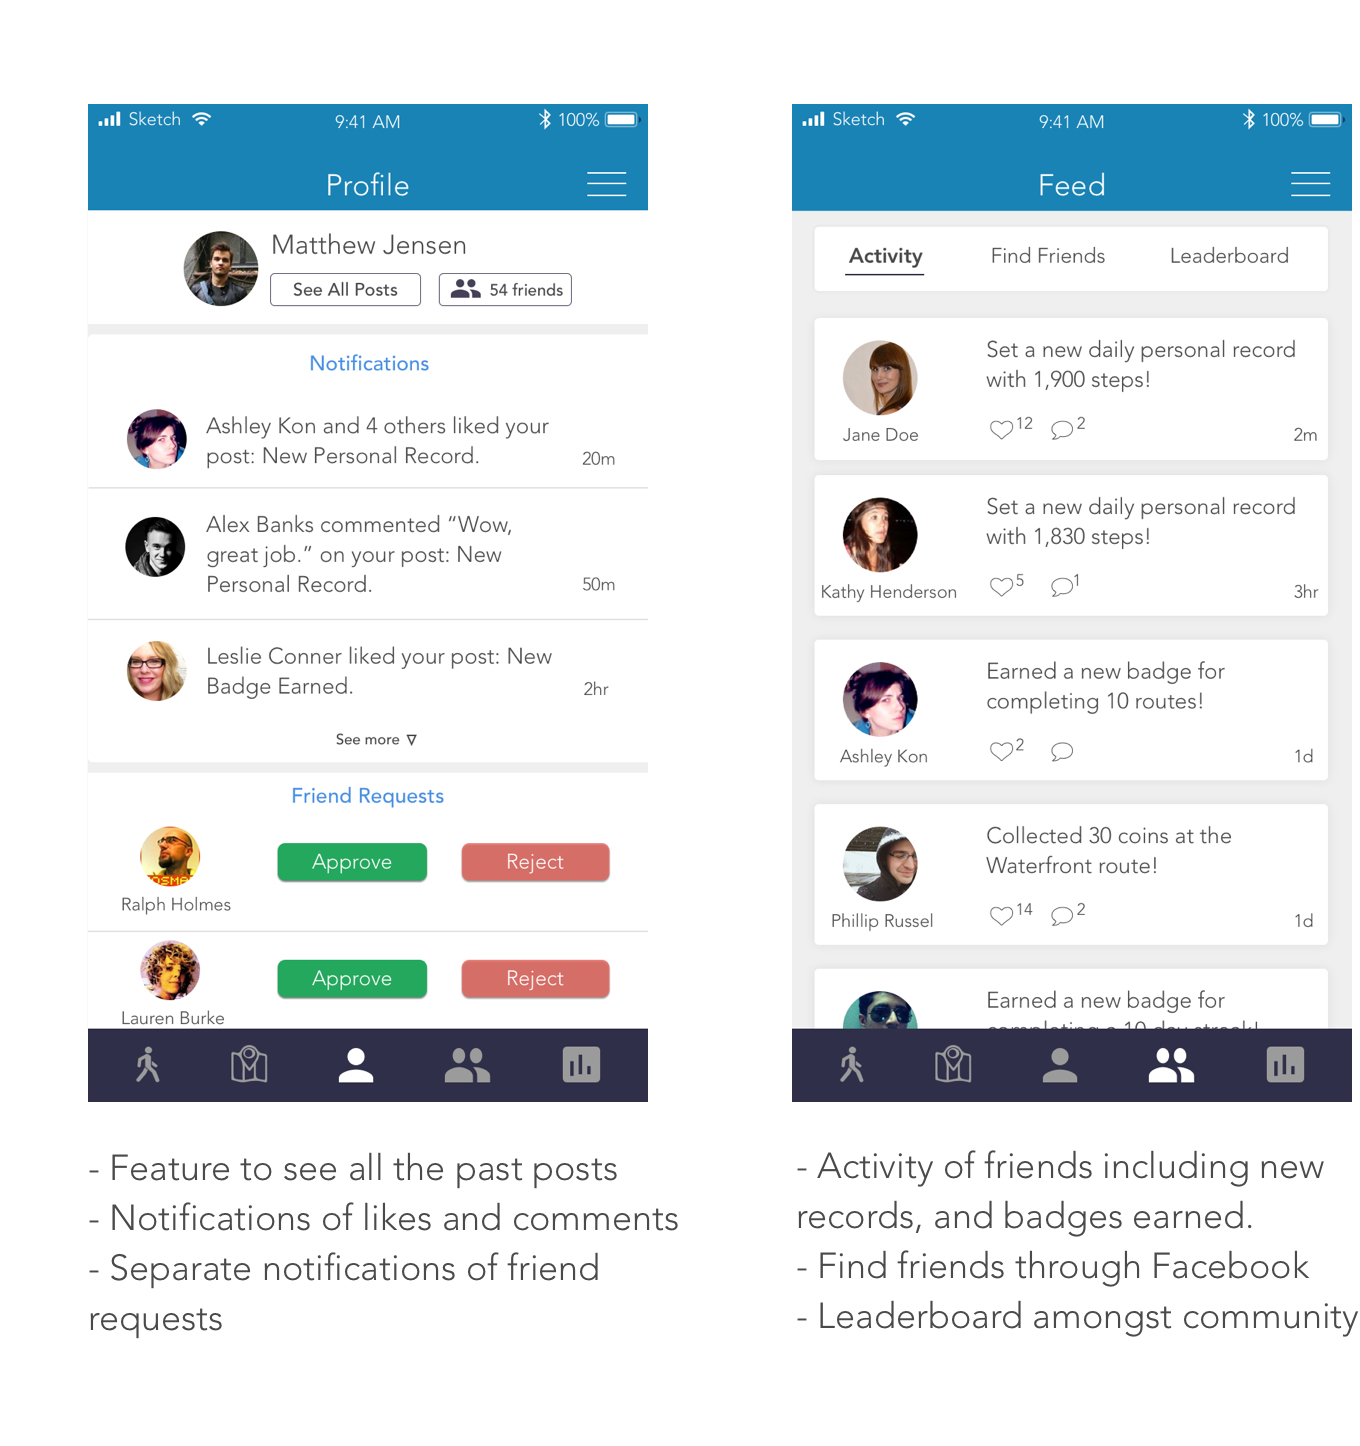 Sketch 9:41 AM 100%
Profile
Matthew Jensen
See All Posts 54 friends
Notifications
Ashley Kon and 4 others liked your
post: New Personal Record. 20m
Alex Banks commented “Wow,
great job.” on your post: New
Personal Record. 50m
Leslie Conner liked your post: New
Badge Earned. 2hr
See more
Friend Requests
Approve Reject
Ralph Holmes
Approve Reject
Lauren Burke
- Feature to see all the past posts
- Notifications of likes and comments
- Separate notifications of friend
requests
Sketch 9:41 AM 100%
Feed
Activity Find Friends Leaderboard
Set a new daily personal record
with 1,900 steps!
12 2
Jane Doe 2m
Set a new daily personal record
with 1,830 steps!
5 1
Kathy Henderson 3hr
Earned a new badge for
completing 10 routes!
2
Ashley Kon 1d
Collected 30 coins at the
Waterfront route!
14 2
Phillip Russel 1d
Earned a new badge for
completing a 10 day streak!
- Activity of friends including new
records, and badges earned.
- Find friends through Facebook
- Leaderboard amongst community